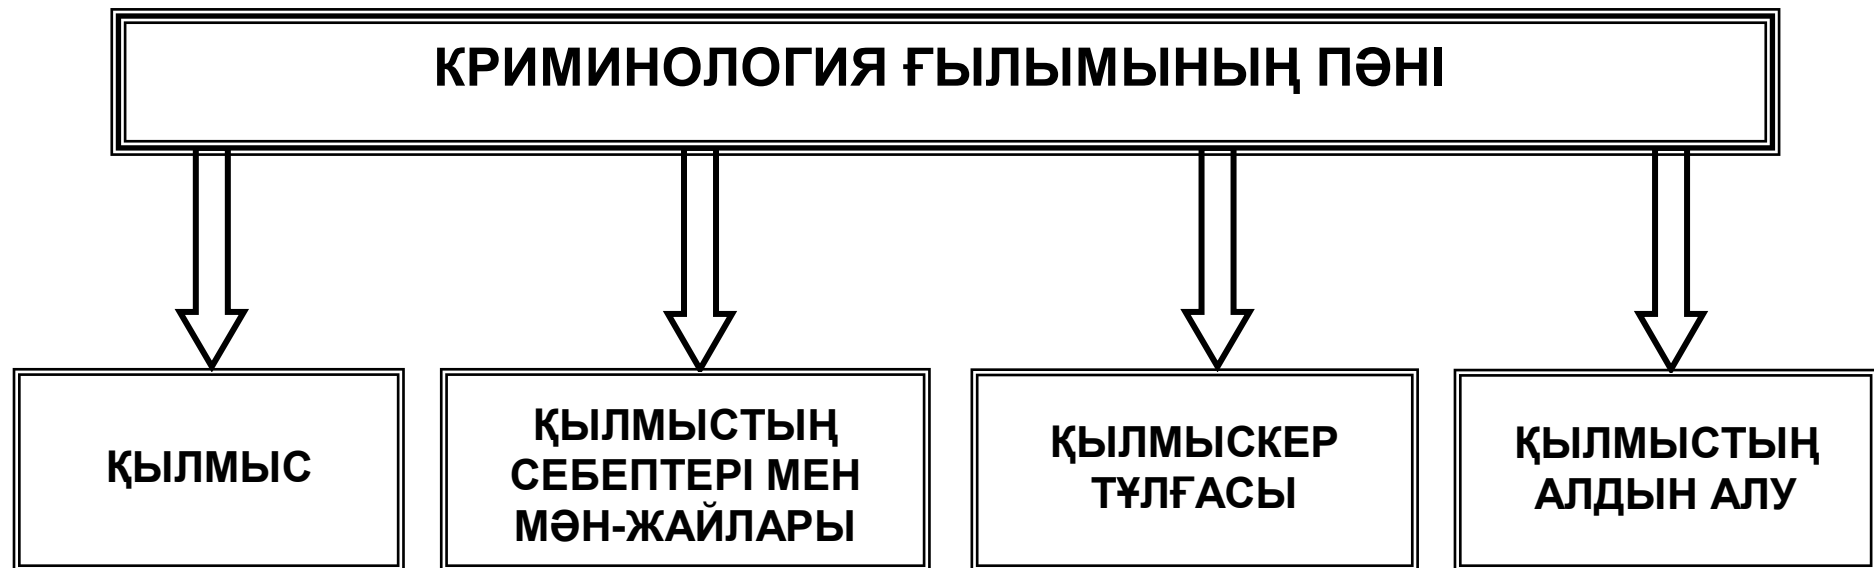 КРИМИНОЛОГИЯ ҒЫЛЫМЫНЫҢ ПӘНІ
ҚЫЛМЫС
ҚЫЛМЫСТЫҢ
СЕБЕПТЕРІ МЕН
МӘН-ЖАЙЛАРЫ
ҚЫЛМЫСКЕР
ТҰЛҒАСЫ
ҚЫЛМЫСТЫҢ
АЛДЫН АЛУ